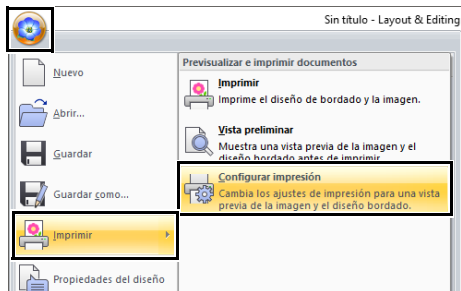 Sin título - Layout & Editing
Nuevo
Abrir...
Guardar
Guardar como...
Imprimir
Propiedades del diseño
Previsualizar e imprimir documentos
Imprimir
Imprime el diseño de bordado y la imagen.
Vista preliminar
Muestra una vista previa de la imagen y el
diseño bordado antes de imprimir
Configurar impresión
Cambia los ajustes de impresión para una vista
previa de la imagen y el diseño bordado.